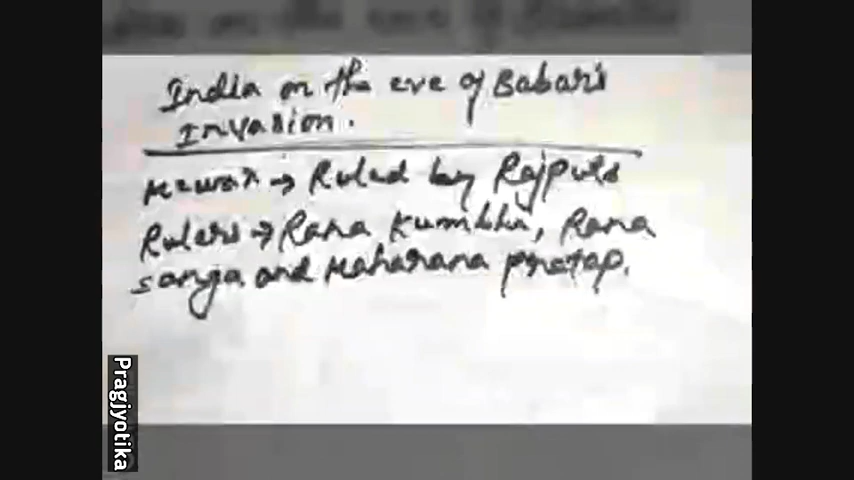 India on the eve of Babar's
Invasion.
Mewar → Ruled by Rajputs
Rulers → Rana Kumbha, Rana
Sanga and Maharana pratap.
Pragjyotika